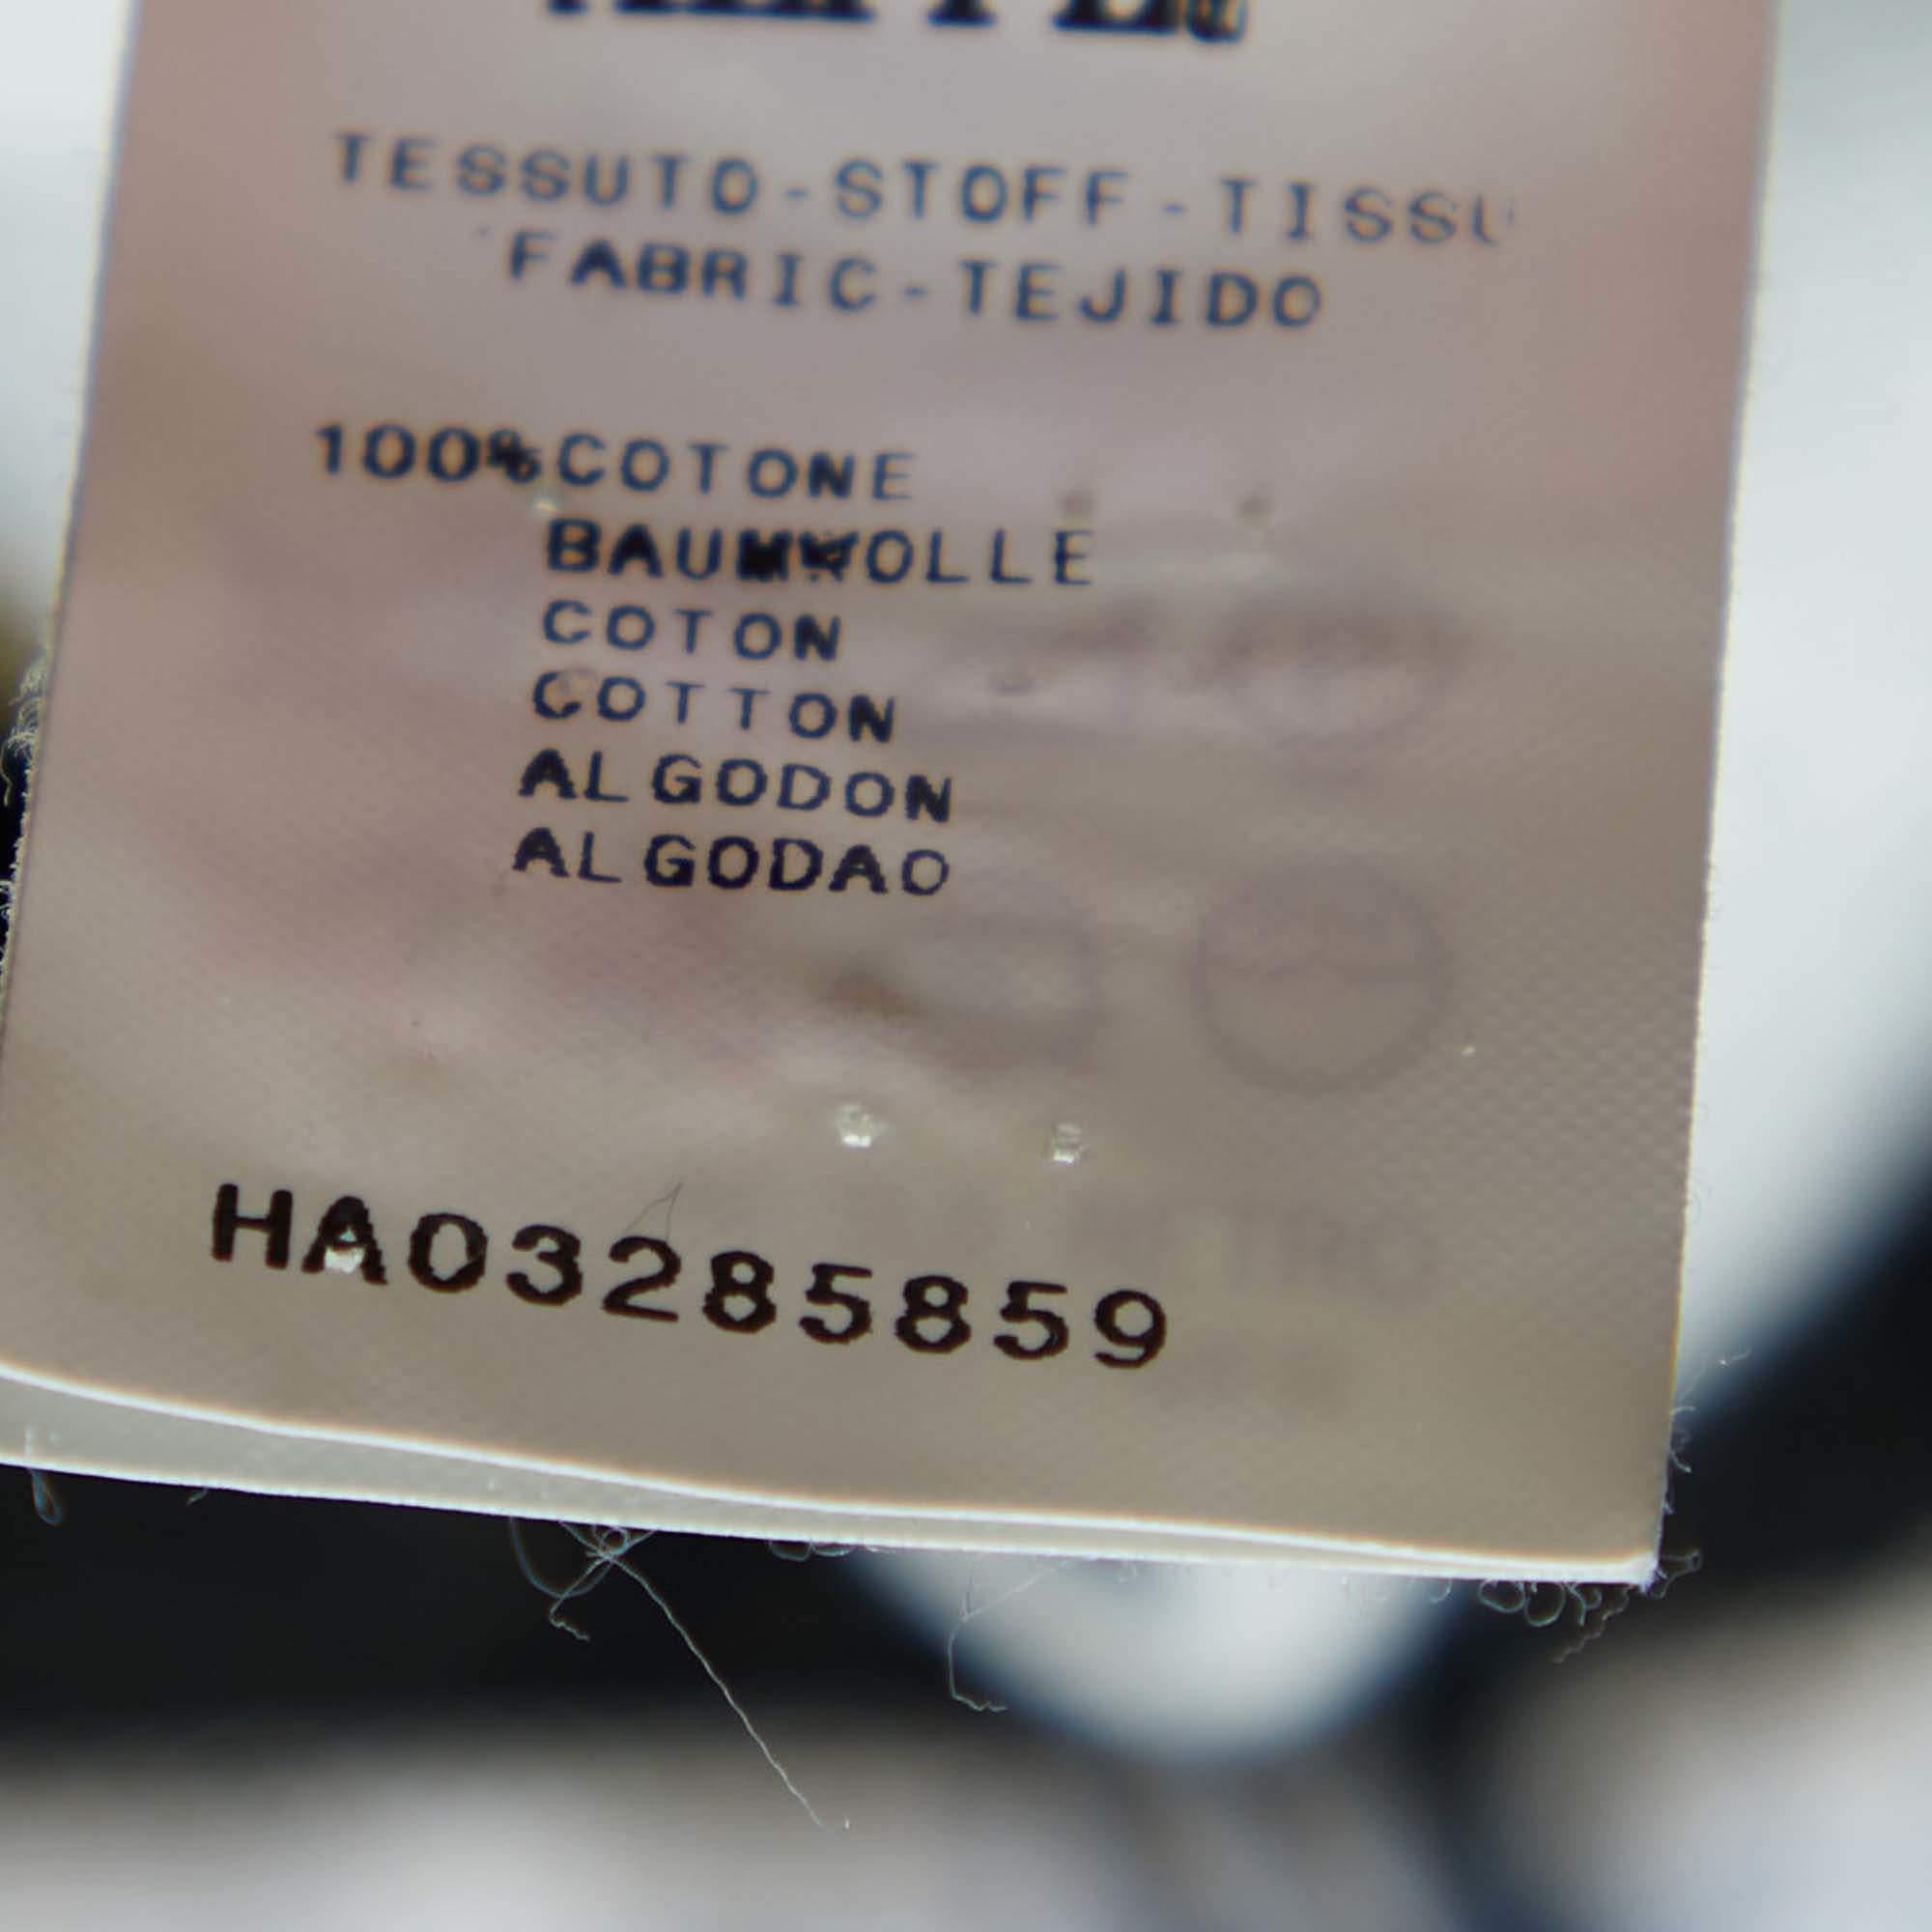 TESSUTO-STOFF-TISSU
FABRIC-TEJIDO
100%COTONE
BAUMWOLLE
COTON
COTTON
ALGODON
ALGODAO
HA03285859